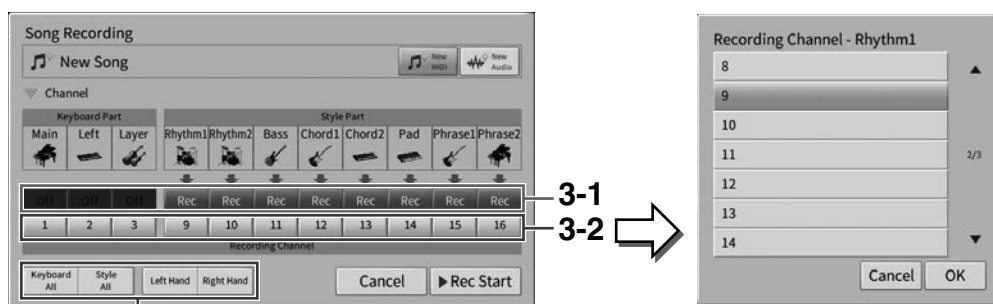 Song Recording
New Song
New MIDI
New Audio
Channel
Keyboard Part
Style Part
Main Left Layer Rhythm1 Rhythm2 Bass Chord1 Chord2 Pad Phrase1 Phrase2
Off Off Off Rec Rec Rec Rec Rec Rec Rec Rec
3-1
1 2 3 9 10 11 12 13 14 15 16
3-2
Recording Channel
Keyboard All
Style All
Left Hand
Right Hand
Cancel
Rec Start
Recording Channel - Rhythm1
8
9
10
11
2/3
12
13
14
Cancel OK